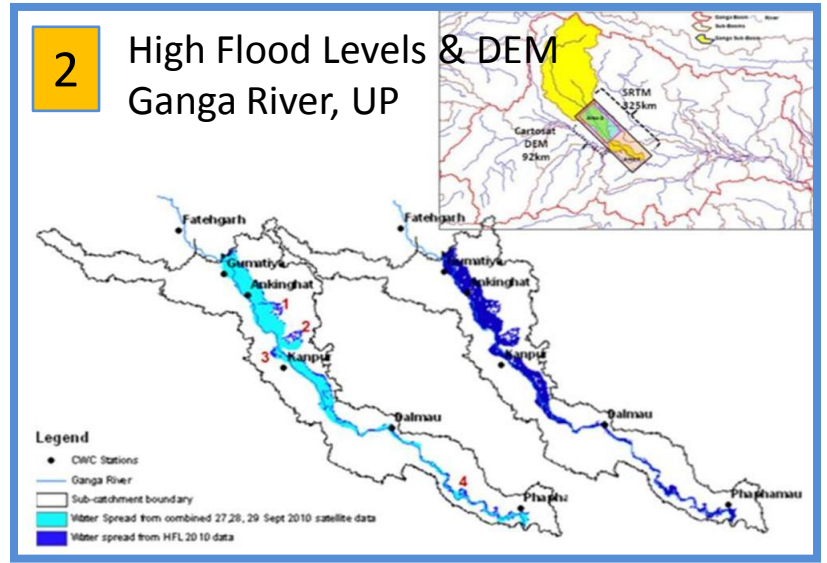 2
High Flood Levels & DEM
Ganga River, UP
River
SRTM
325km
Cartosat
DEM
92km
Fatehgarh
Gumatiya
Ankinghat
1
2
3
Kanpur
Dalmau
4
Fatehgarh
Ankinghat
Kanpur
Dalmau
Phaphamau
Legend
CWC Stations
Ganga River
Sub-catchment boundary
Water Spread from combined 27,28, 29 Sept 2010 satellite data
Water spread from HFL 2010 data